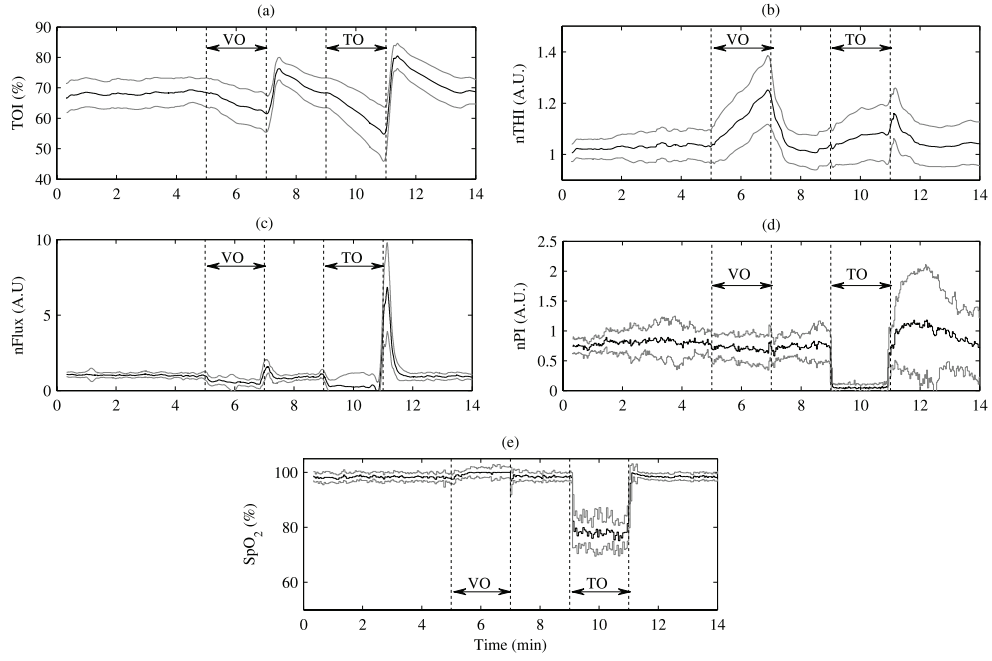 (a)
TOI (%)
90
80
70
60
50
40
VO
TO
0 2 4 6 8 10 12 14
(b)
nTHI (A.U.)
1.4
1.2
1
VO
TO
0 2 4 6 8 10 12 14
(c)
nFlux (A.U)
10
5
0
VO
TO
0 2 4 6 8 10 12 14
(d)
nPI (A.U.)
2.5
2
1.5
1
0.5
0
VO
TO
0 2 4 6 8 10 12 14
(e)
SpO2 (%)
100
80
60
VO
TO
0 2 4 6 8 10 12 14
Time (min)